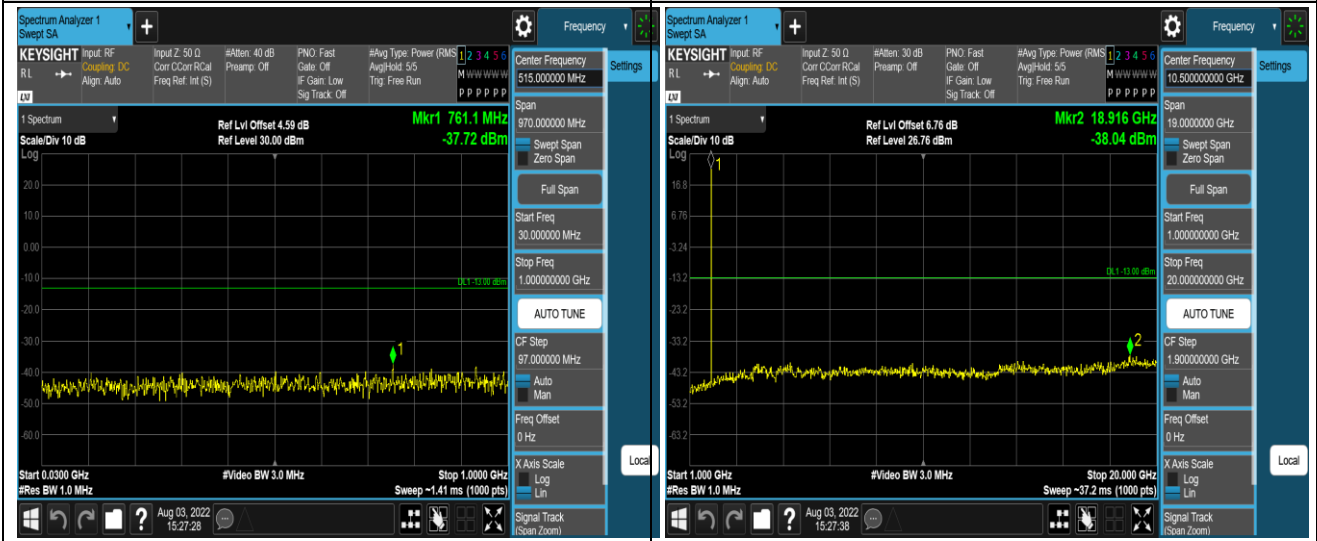 Spectrum Analyzer 1
Swept SA
+
Frequency
KEYSIGHT
Input: RF
Coupling: DC
Align: Auto
Input Z: 50 Ω
Corr CCorr RCal
Freq Ref: Int (S)
#Atten: 40 dB
Preamp: Off
PNO: Fast
Gate: Off
IF Gain: Low
Sig Track: Off
#Avg Type: Power (RMS
Avg|Hold: 5/5
Trig: Free Run
1 2 3 4 5 6
M W W W W W
P P P P P P
R L
LXI
Center Frequency
515.000000 MHz
Settings
Span
970.000000 MHz
Swept Span
Zero Span
Full Span
Start Freq
30.000000 MHz
Stop Freq
1.000000000 GHz
AUTO TUNE
CF Step
97.000000 MHz
Auto
Man
Freq Offset
0 Hz
X Axis Scale
Log
Lin
Signal Track
(Span Zoom)
Local
1 Spectrum
Scale/Div 10 dB
Log
Ref Lvl Offset 4.59 dB
Ref Level 30.00 dBm
Mkr1 761.1 MHz
-37.72 dBm
20.0
10.0
0.00
-10.0
-20.0
-30.0
-40.0
-50.0
-60.0
DL1 -13.00 dBm
1
Start 0.0300 GHz
#Res BW 1.0 MHz
#Video BW 3.0 MHz
Stop 1.0000 GHz
Sweep ~1.41 ms (1000 pts)
?
Aug 03, 2022
15:27:28
Spectrum Analyzer 1
Swept SA
+
Frequency
KEYSIGHT
Input: RF
Coupling: DC
Align: Auto
Input Z: 50 Ω
Corr CCorr RCal
Freq Ref: Int (S)
#Atten: 30 dB
Preamp: Off
PNO: Fast
Gate: Off
IF Gain: Low
Sig Track: Off
#Avg Type: Power (RMS
Avg|Hold: 5/5
Trig: Free Run
1 2 3 4 5 6
M W W W W W
P P P P P P
R L
LXI
Center Frequency
10.500000000 GHz
Settings
Span
19.0000000 GHz
Swept Span
Zero Span
Full Span
Start Freq
1.000000000 GHz
Stop Freq
20.000000000 GHz
AUTO TUNE
CF Step
1.900000000 GHz
Auto
Man
Freq Offset
0 Hz
X Axis Scale
Log
Lin
Signal Track
(Span Zoom)
Local
1 Spectrum
Scale/Div 10 dB
Log
Ref Lvl Offset 6.76 dB
Ref Level 26.76 dBm
Mkr2 18.916 GHz
-38.04 dBm
1
16.8
6.76
-3.24
-13.2
-23.2
-33.2
-43.2
-53.2
-63.2
DL1 -13.00 dBm
2
Start 1.000 GHz
#Res BW 1.0 MHz
#Video BW 3.0 MHz
Stop 20.000 GHz
Sweep ~37.2 ms (1000 pts)
?
Aug 03, 2022
15:27:38